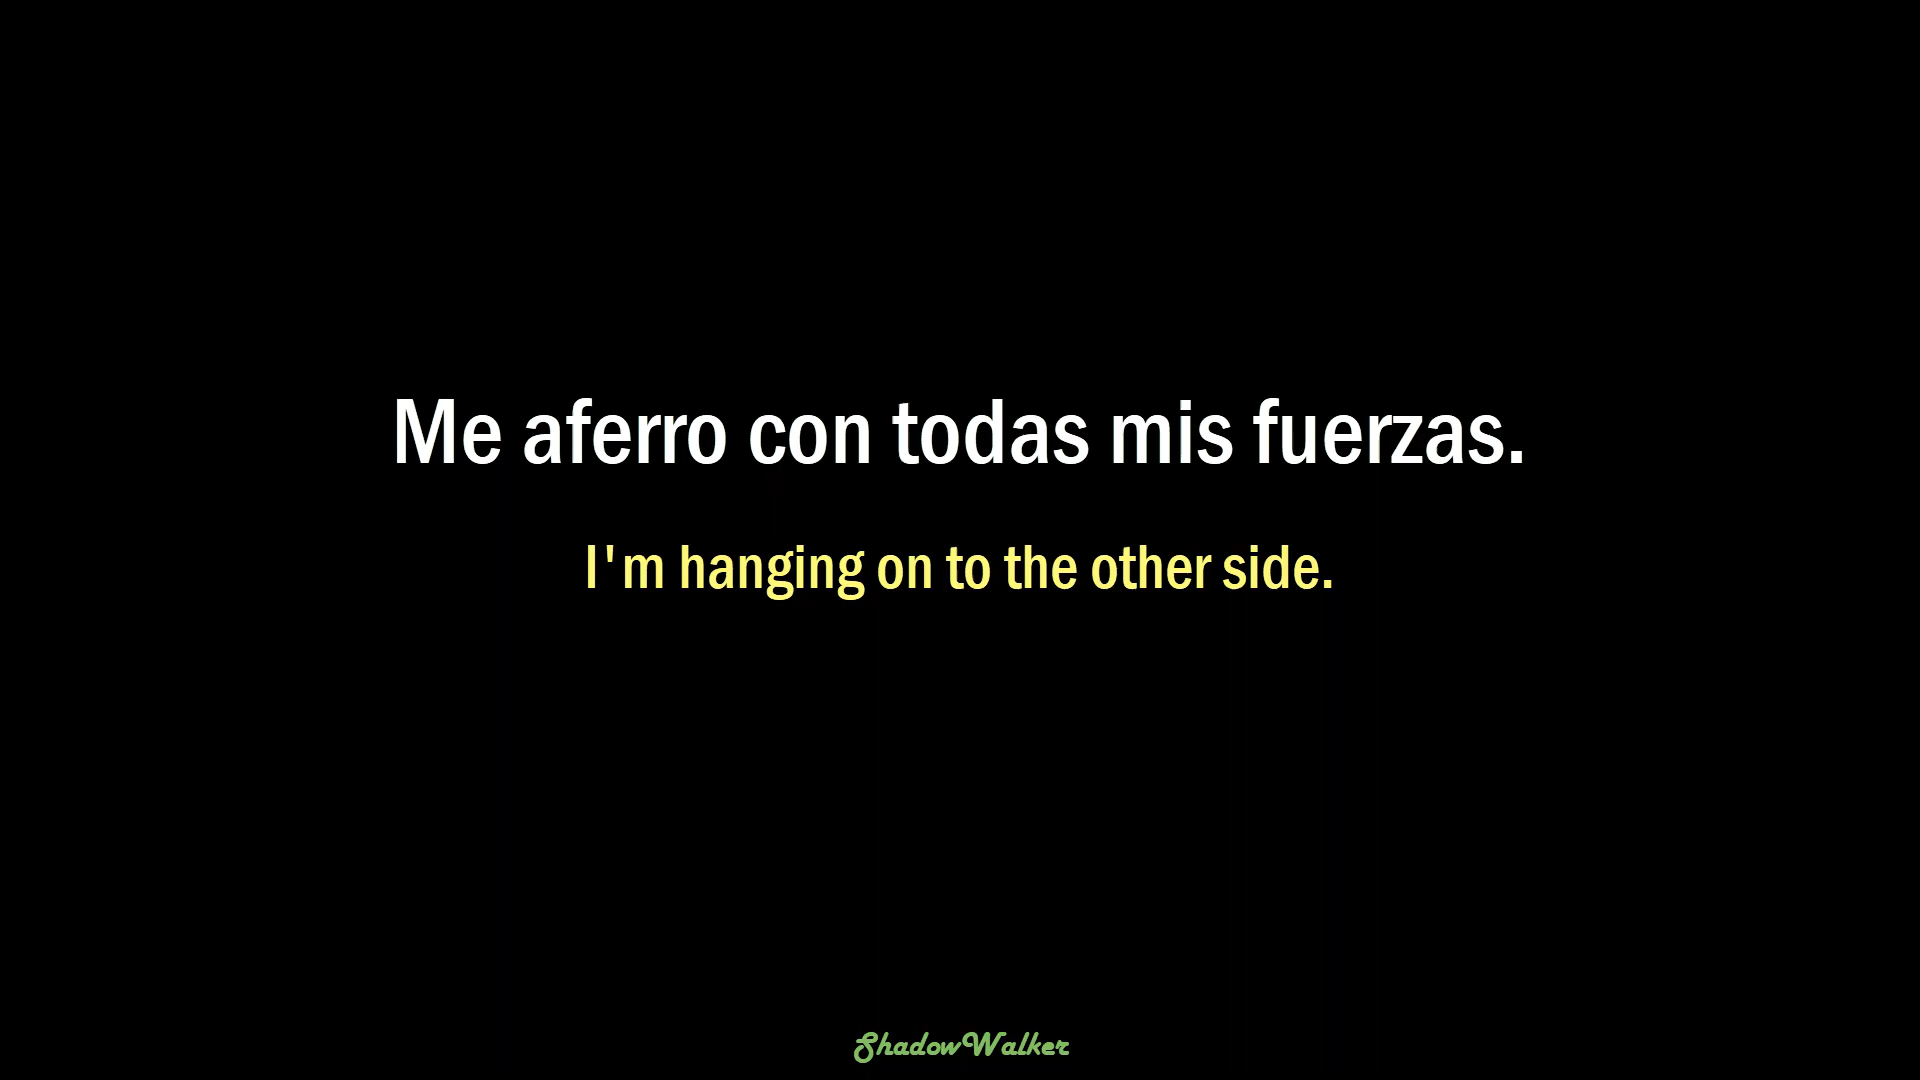 Me aferro con todas mis fuerzas.
I'm hanging on to the other side.
ShadowWalker